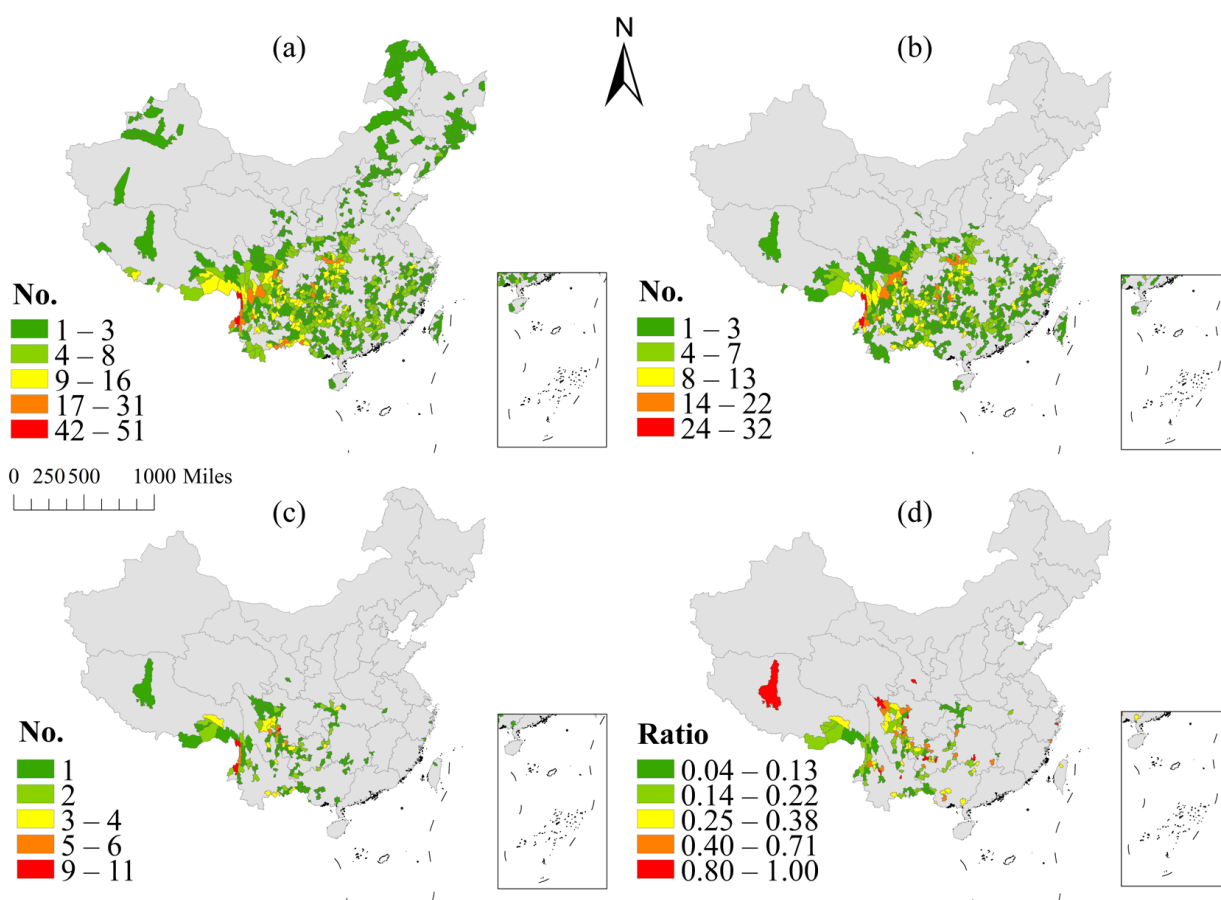 N
(a)
(b)
No.
1 – 3
4 – 8
9 – 16
17 – 31
42 – 51
No.
1 – 3
4 – 7
8 – 13
14 – 22
24 – 32
0 250 500 1000 Miles
(c)
(d)
No.
1
2
3 – 4
5 – 6
9 – 11
Ratio
0.04 – 0.13
0.14 – 0.22
0.25 – 0.38
0.40 – 0.71
0.80 – 1.00